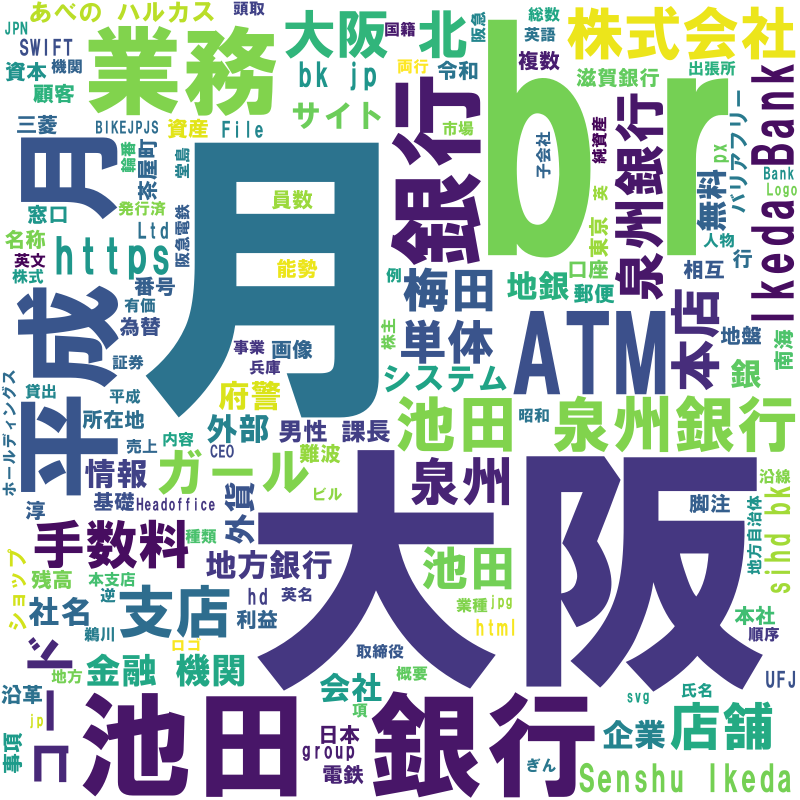 あべの ハルカス
頭取
国籍
阪急
総数
英語
株式会社
JPN
SWIFT
機関
業務
大阪
北
br
両行
令和
複数
出張所
滋賀銀行
資本
顧客
bk jp
サイト
銀行
Ikeda Bank
三菱
BIKEJPJS
資産
File
市場
泉州銀行
純資産
子会社
px
バリアフリー
Bank
Logo
月
月
輪番
茶屋町
堂島
員数
無料
窓口
発行済
Ltd
阪急電鉄
東京
英
人物
名称
英文
株式
https
能勢
例
梅田
地銀
口座
郵便
相互
行
平成
有価
番号
為替
株主
単体
ATM
本店
地盤
南海
事業
画像
兵庫
システム
銀
ホールディングス
貸出
証券
平成
府警
池田
昭和
泉州銀行
所在地
売上
内容
外部
男性
課長
CEO
情報
ガール
難波
泉州
大阪
沿線
淳
基礎
Headoffice
外貨
ビル
脚注
地方自治体
sihd bk
手数料
種類
地方銀行
池田
ショップ
残高
本支店
hd
英名
業種
jpg
社名
逆
支店
利益
html
本社
順序
鵜川
ロゴ
取締役
コード
地方
金融 機関
概要
UFJ
沿革
会社
svg
氏名
jp
項
池田
銀行
店舗
事項
日本
企業
group
電鉄
ぎん
Senshu Ikeda